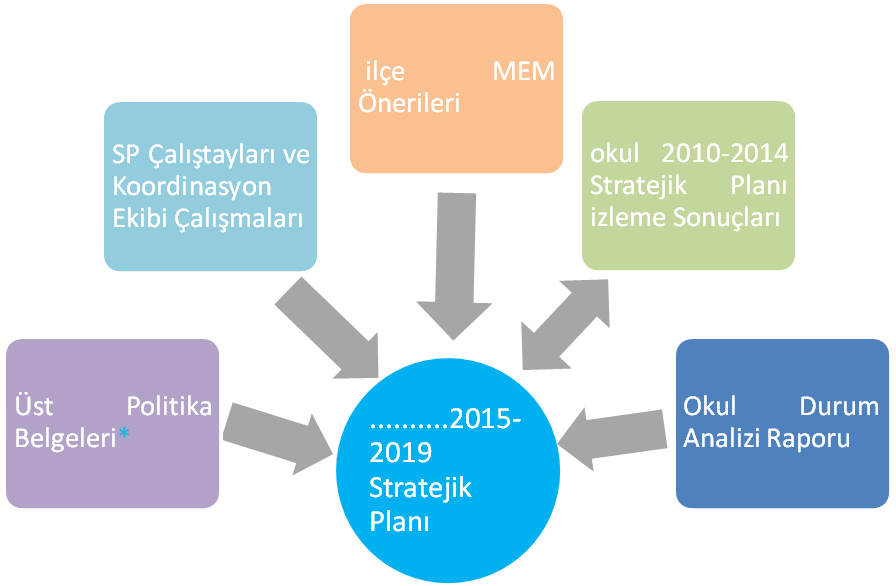 ilçe MEM
Önerileri
SP Çalıştayları ve
Koordinasyon
Ekibi Çalışmaları
okul 2010-2014
Stratejik Planı
izleme Sonuçları
Üst Politika
Belgeleri*
Okul Durum
Analizi Raporu
..........2015-
2019
Stratejik
Planı